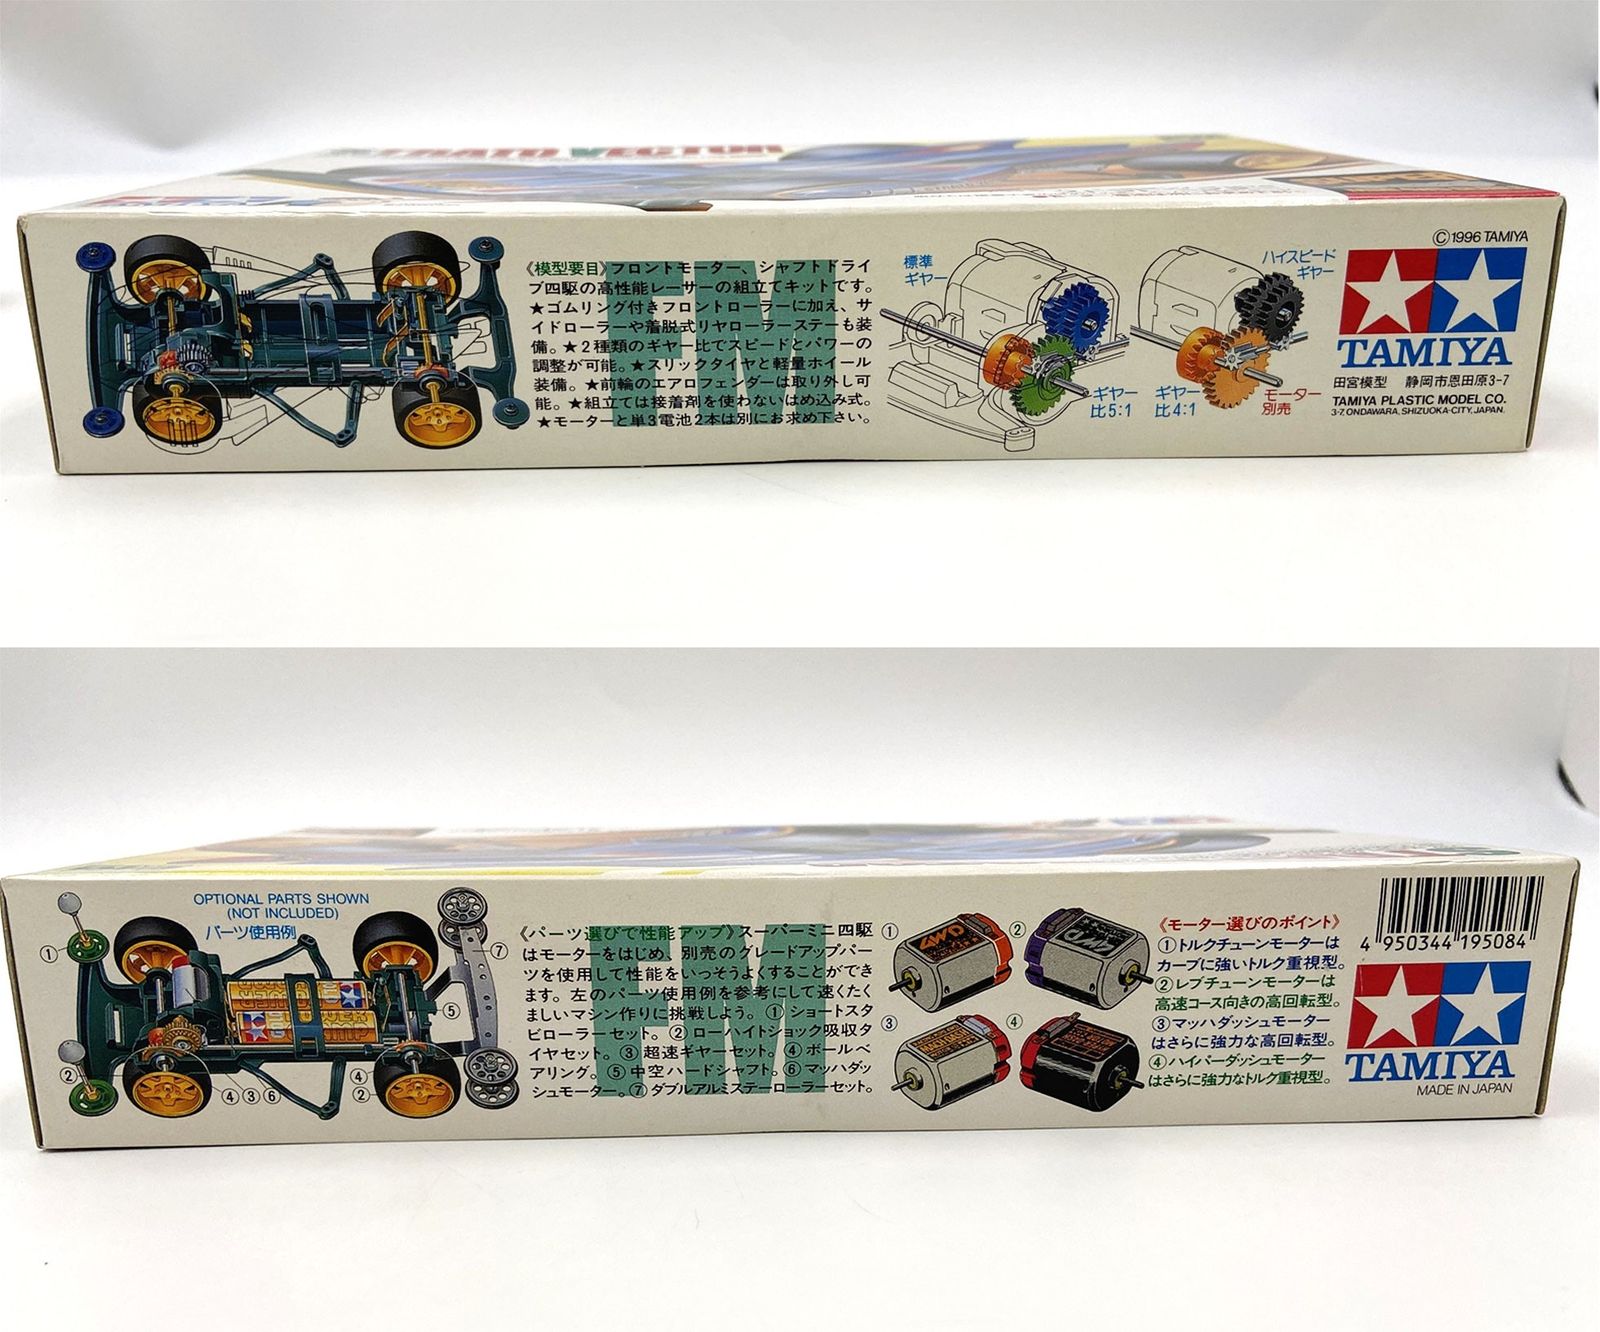 VECTOR
《模型要目》フロントモーター、シャフトドライ
ブ四駆の高性能レーサーの組立てキットです。
★ゴムリング付きフロントローラーに加え、サ
イドローラーや着脱式リヤローラーステーも装
備。★2種類のギヤー比でスピードとパワーの
調整が可能。★スリックタイヤと軽量ホイール
装備。★前輪のエアロフェンダーは取り外し可
能。★組立ては接着剤を使わないはめ込み式。
★モーターと単3電池2本は別にお求め下さい。
FM
標準
ギヤー
ギヤー
比5:1
ギヤー
比4:1
ハイスピード
ギヤー
モーター
別売
©1996 TAMIYA
TAMIYA
田宮模型 静岡市恩田原3-7
TAMIYA PLASTIC MODEL CO.
3-7, ONDAWARA, SHIZUOKA-CITY, JAPAN.
OPTIONAL PARTS SHOWN
(NOT INCLUDED)
パーツ使用例
①
②
④③⑥
④
②
⑤
⑦
《パーツ選びで性能アップ》スーパーミニ四駆
はモーターをはじめ、別売のグレードアップパー
ツを使用して性能をいっそうよくすることができ
ます。左のパーツ使用例を参考にして速くたく
ましいマシン作りに挑戦しよう。①ショートスタ
ビローラーセット。②ローハイトショック吸収タ
イヤセット。③超速ギヤーセット。④ボールベ
アリング。⑤中空ハードシャフト。⑥マッハダッ
シュモーター。⑦ダブルアルミステーローラーセット。
FM
①
②
③
④
4WD
4WD
《モーター選びのポイント》
①トルクチューンモーターは
カーブに強いトルク重視型。
②レブチューンモーターは
高速コース向きの高回転型。
③マッハダッシュモーター
はさらに強力な高回転型。
④ハイパーダッシュモーター
はさらに強力なトルク重視型。
4 950344 195084
TAMIYA
MADE IN JAPAN